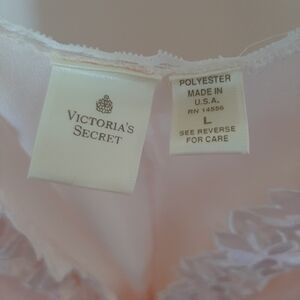 VICTORIA'S
SECRET
POLYESTER
MADE IN
U.S.A.
RN 14556
L
SEE REVERSE
FOR CARE